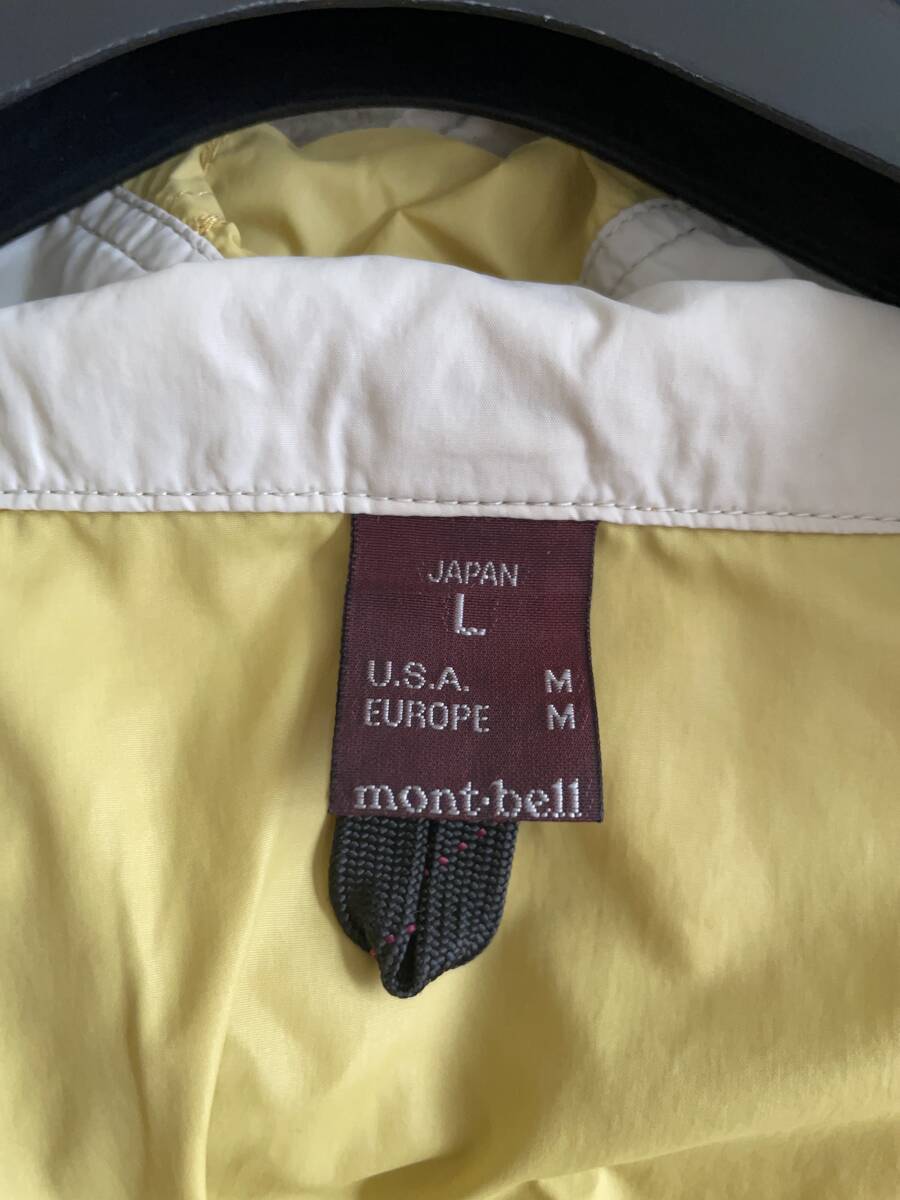 JAPAN
L
U.S.A. M
EUROPE M
mont·bell